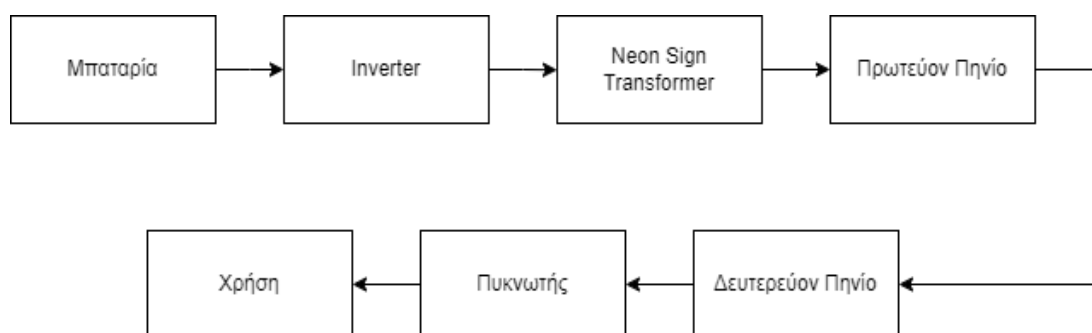 Μπαταρία
Inverter
Neon Sign
Transformer
Πρωτεύον Πηνίο
Δευτερεύον Πηνίο
Πυκνωτής
Χρήση